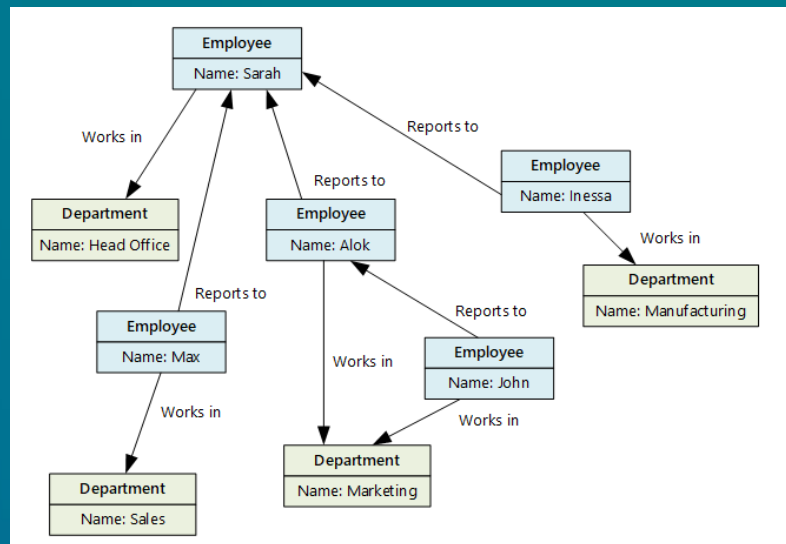 Employee
Name: Sarah
Works in
Reports to
Employee
Name: Inessa
Reports to
Department
Name: Head Office
Employee
Name: Alok
Works in
Department
Name: Manufacturing
Reports to
Employee
Name: Max
Reports to
Employee
Name: John
Works in
Works in
Works in
Department
Name: Marketing
Department
Name: Sales